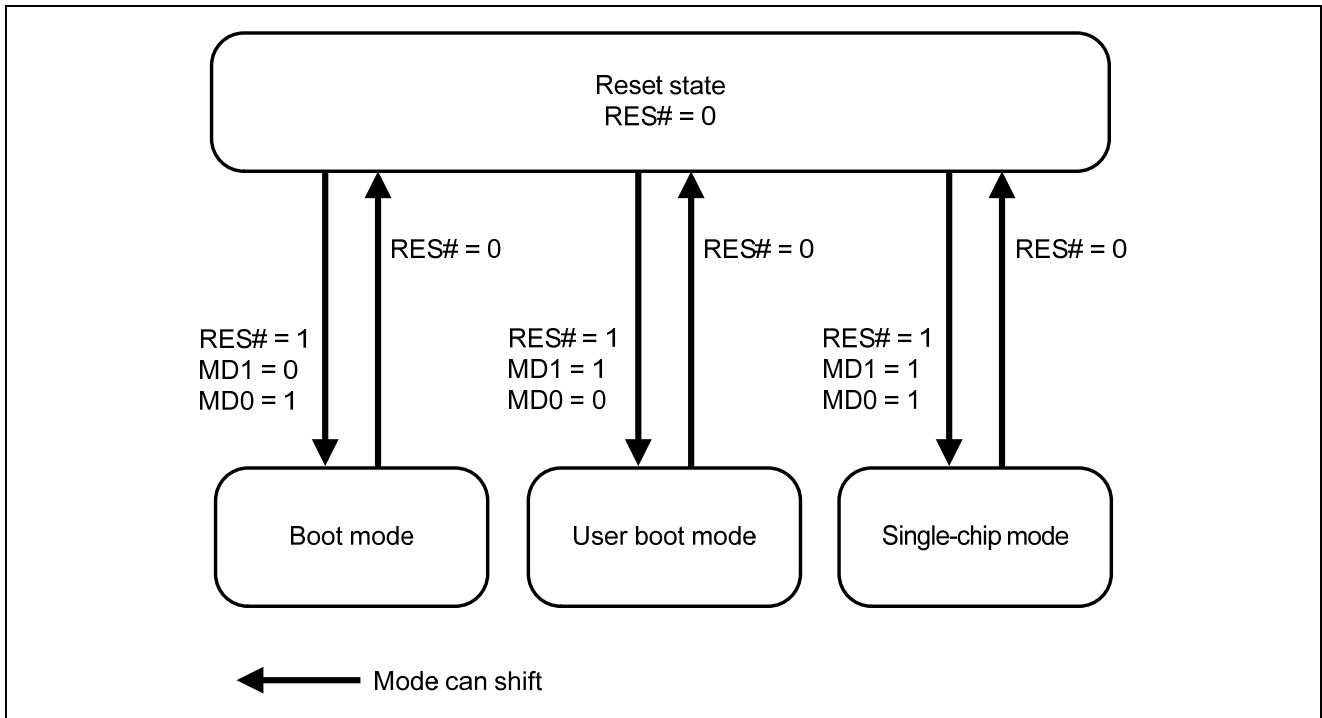 Reset state
RES# = 0
RES# = 0
RES# = 0
RES# = 0
RES# = 1
MD1 = 0
MD0 = 1
RES# = 1
MD1 = 1
MD0 = 0
RES# = 1
MD1 = 1
MD0 = 1
Boot mode
User boot mode
Single-chip mode
Mode can shift